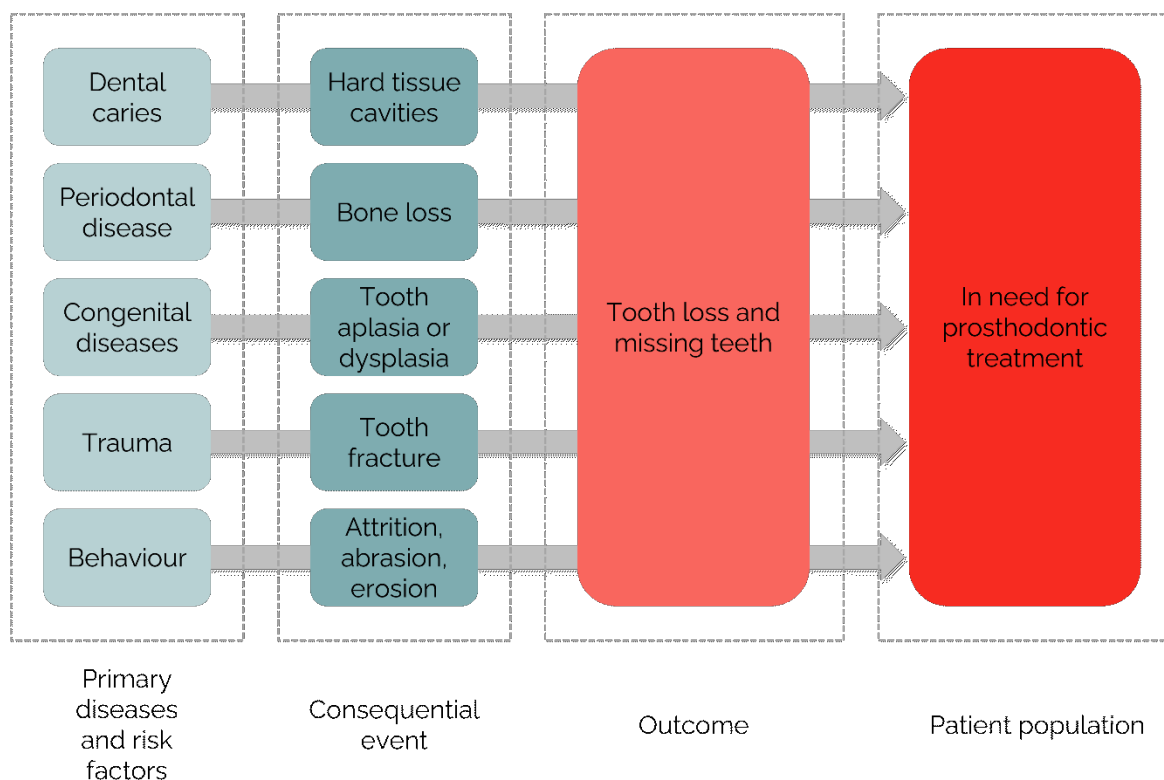 Dental
caries
Hard tissue
cavities
Periodontal
disease
Bone loss
Congenital
diseases
Tooth
aplasia or
dysplasia
Trauma
Tooth
fracture
Behaviour
Attrition,
abrasion,
erosion
Tooth loss and
missing teeth
In need for
prosthodontic
treatment
Primary
diseases
and risk
factors
Consequential
event
Outcome
Patient population